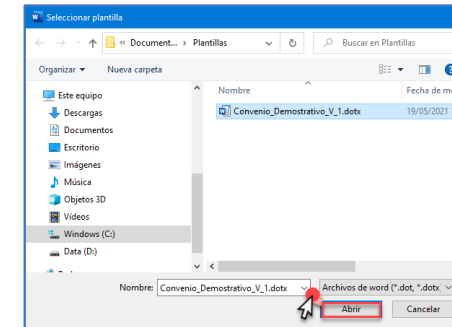 Seleccionar plantilla
« Document... › Plantillas
Buscar en Plantillas
Organizar
Nueva carpeta
Nombre
Fecha de
Este equipo
Descargas
Documentos
Escritorio
Imágenes
Música
Objetos 3D
Vídeos
Windows (C:)
Data (D:)
Convenio_Demostrativo_V_1.dotx
19/05/2021
Nombre: Convenio_Demostrativo_V_1.dotx
Archivos de word (*.dot, *.dotx)
Abrir
Cancelar